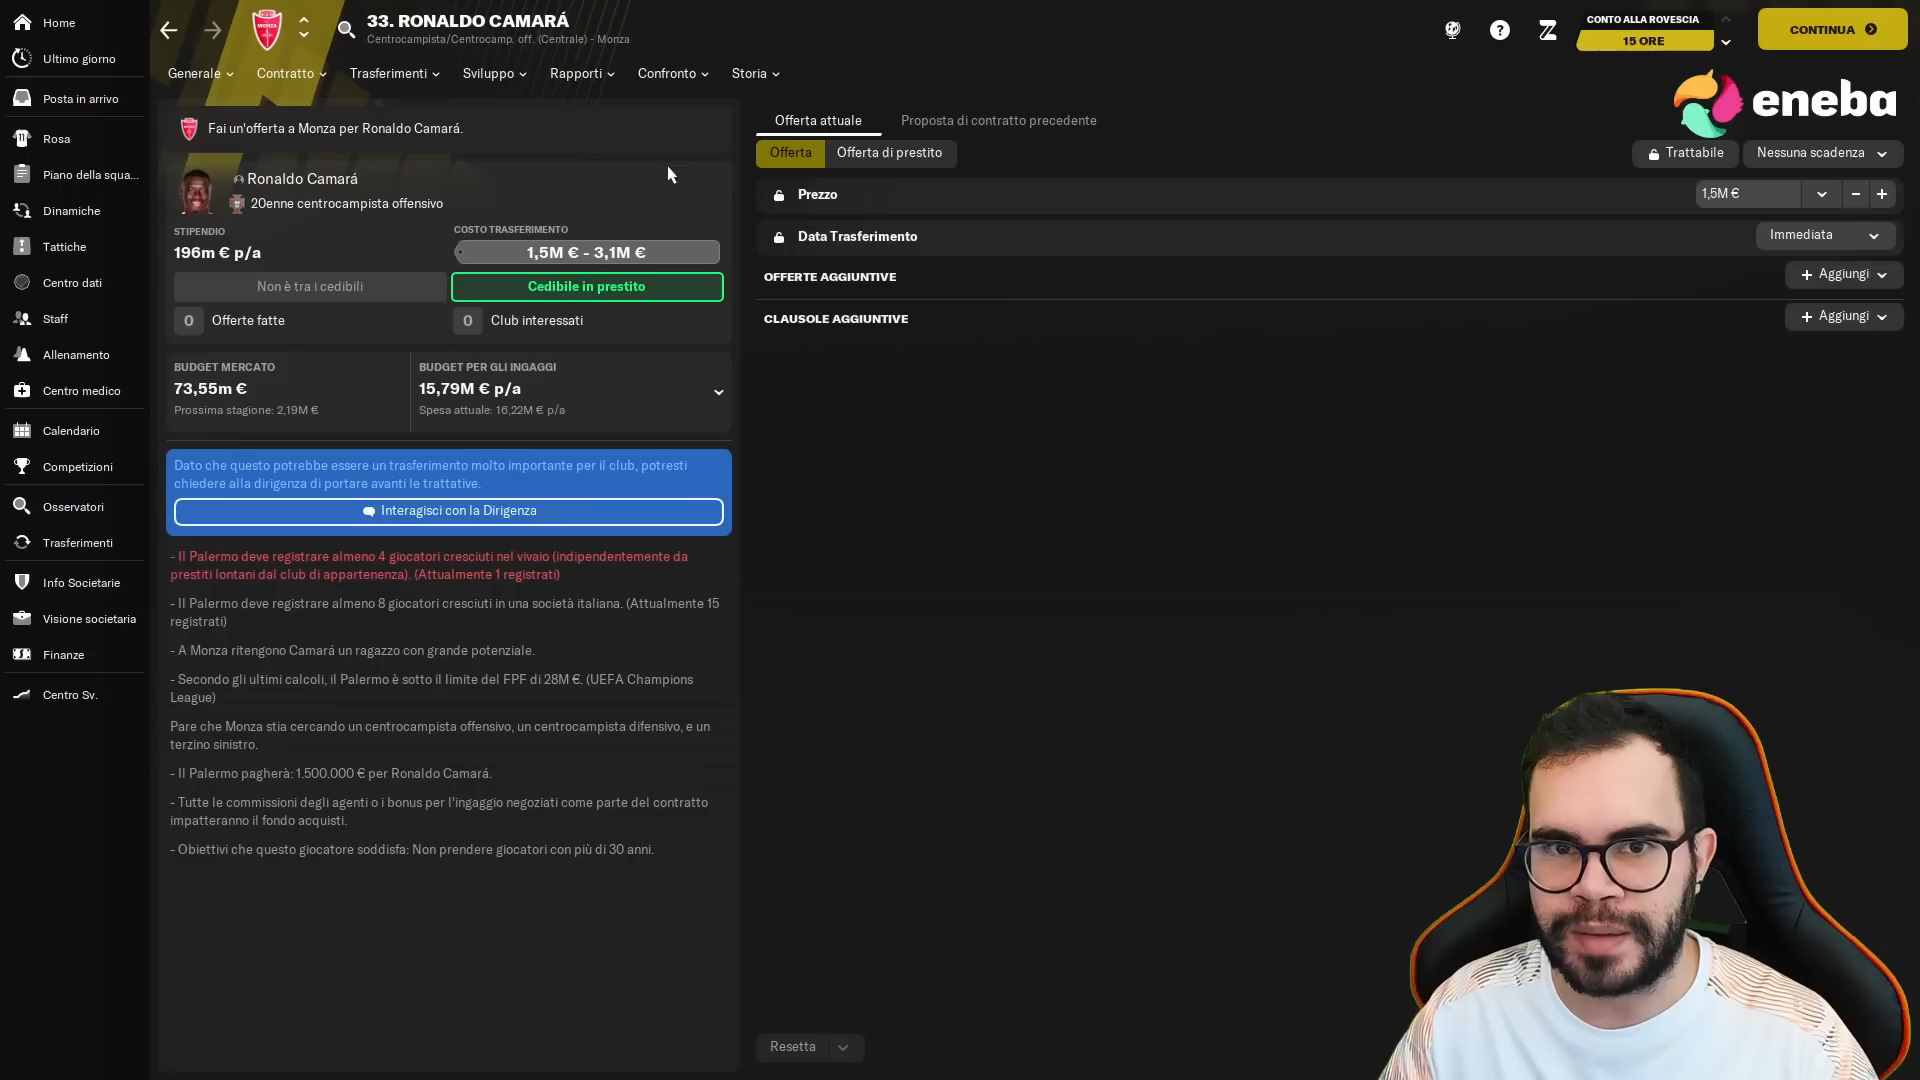 Home
Ultimo giorno
Posta in arrivo
Rosa
Piano della squa...
Dinamiche
Tattiche
Centro dati
Staff
Allenamento
Centro medico
Calendario
Competizioni
Osservatori
Trasferimenti
Info Societarie
Visione societaria
Finanze
Centro Sv.
MONZA
33. RONALDO CAMARÁ
Centrocampista/Centrocamp. off. (Centrale) - Monza
CONTO ALLA ROVESCIA
15 ORE
CONTINUA
Generale
Contratto
Trasferimenti
Sviluppo
Rapporti
Confronto
Storia
eneba
Fai un'offerta a Monza per Ronaldo Camará.
Ronaldo Camará
20enne centrocampista offensivo
STIPENDIO
196m € p/a
COSTO TRASFERIMENTO
1,5M € - 3,1M €
Non è tra i cedibili
Cedibile in prestito
0 Offerte fatte
0 Club interessati
BUDGET MERCATO
73,55m €
Prossima stagione: 2,19M €
BUDGET PER GLI INGAGGI
15,79M € p/a
Spesa attuale: 16,22M € p/a
Dato che questo potrebbe essere un trasferimento molto importante per il club, potresti
chiedere alla dirigenza di portare avanti le trattative.
Interagisci con la Dirigenza
- Il Palermo deve registrare almeno 4 giocatori cresciuti nel vivaio (indipendentemente da
prestiti lontani dal club di appartenenza). (Attualmente 1 registrati)
- Il Palermo deve registrare almeno 8 giocatori cresciuti in una società italiana. (Attualmente 15
registrati)
- A Monza ritengono Camará un ragazzo con grande potenziale.
- Secondo gli ultimi calcoli, il Palermo è sotto il limite del FPF di 28M €. (UEFA Champions
League)
Pare che Monza stia cercando un centrocampista offensivo, un centrocampista difensivo, e un
terzino sinistro.
- Il Palermo pagherà: 1.500.000 € per Ronaldo Camará.
- Tutte le commissioni degli agenti o i bonus per l'ingaggio negoziati come parte del contratto
impatteranno il fondo acquisti.
- Obiettivi che questo giocatore soddisfa: Non prendere giocatori con più di 30 anni.
Offerta attuale
Proposta di contratto precedente
Offerta
Offerta di prestito
Trattabile
Nessuna scadenza
Prezzo
1,5M €
Data Trasferimento
Immediata
OFFERTE AGGIUNTIVE
+ Aggiungi
CLAUSOLE AGGIUNTIVE
+ Aggiungi
Resetta